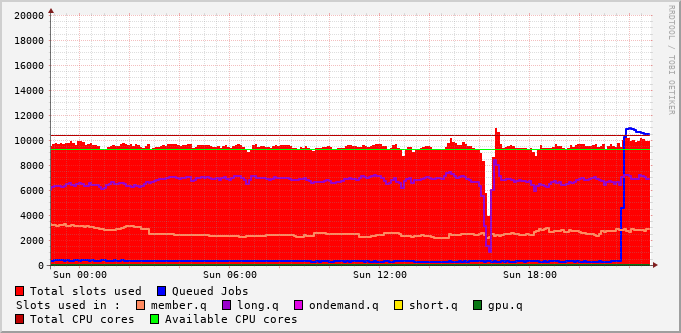 RRDTOOL / TOBI OETIKER
20000
18000
16000
14000
12000
10000
8000
6000
4000
2000
0
Sun 00:00 Sun 06:00 Sun 12:00 Sun 18:00
Total slots used Queued Jobs
Slots used in : member.q long.q ondemand.q short.q gpu.q
Total CPU cores Available CPU cores